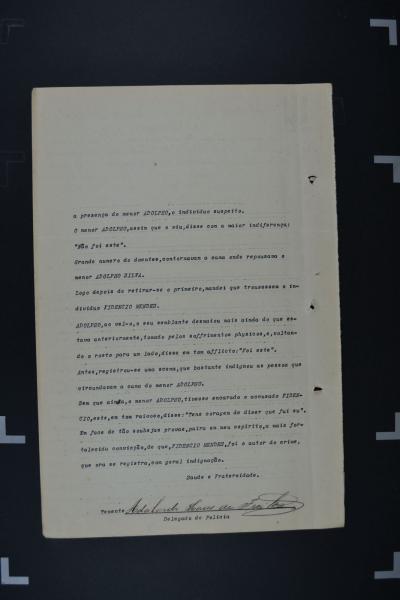 a presença do menor ADOLPHO, o individuo suspeito.
O menor ADOLPHO, assim que o viu, disse com a maior indiferença:
"Não foi este".
Grande numero de doentes, contornavam a cama onde repousava o
menor ADOLPHO SILVA.
Logo depois de retirar-se o primeiro, mandei que trouxessem o in-
dividuo FIDENCIO MENDES.
ADOLPHO, ao vel-o, o seu semblante desmaiou mais ainda do que es-
tava anteriormente, tomado pelos soffrimentos physicos, e, voltan-
do o rosto para um lado, disse em tom afflicto: "Foi este".
Antes, registrou-se uma scena, que bastante indignou as pessoas que
circundavam a cama do menor ADOLPHO.
Sem que ainda, o menor ADOLPHO, tivesse encarado o accusado FIDEN-
CIO, este, em tom raivoso, disse: "Tens coragem de dizer que fui eu".
Em face de tão sobejas provas, paira em meu espirito, a mais for-
talecida convicção, de que, FIDENCIO MENDES, foi o autor do crime,
que ora se registra, com geral indignação.
Saude e Fraternidade.
Tenente
Delegado de Policia